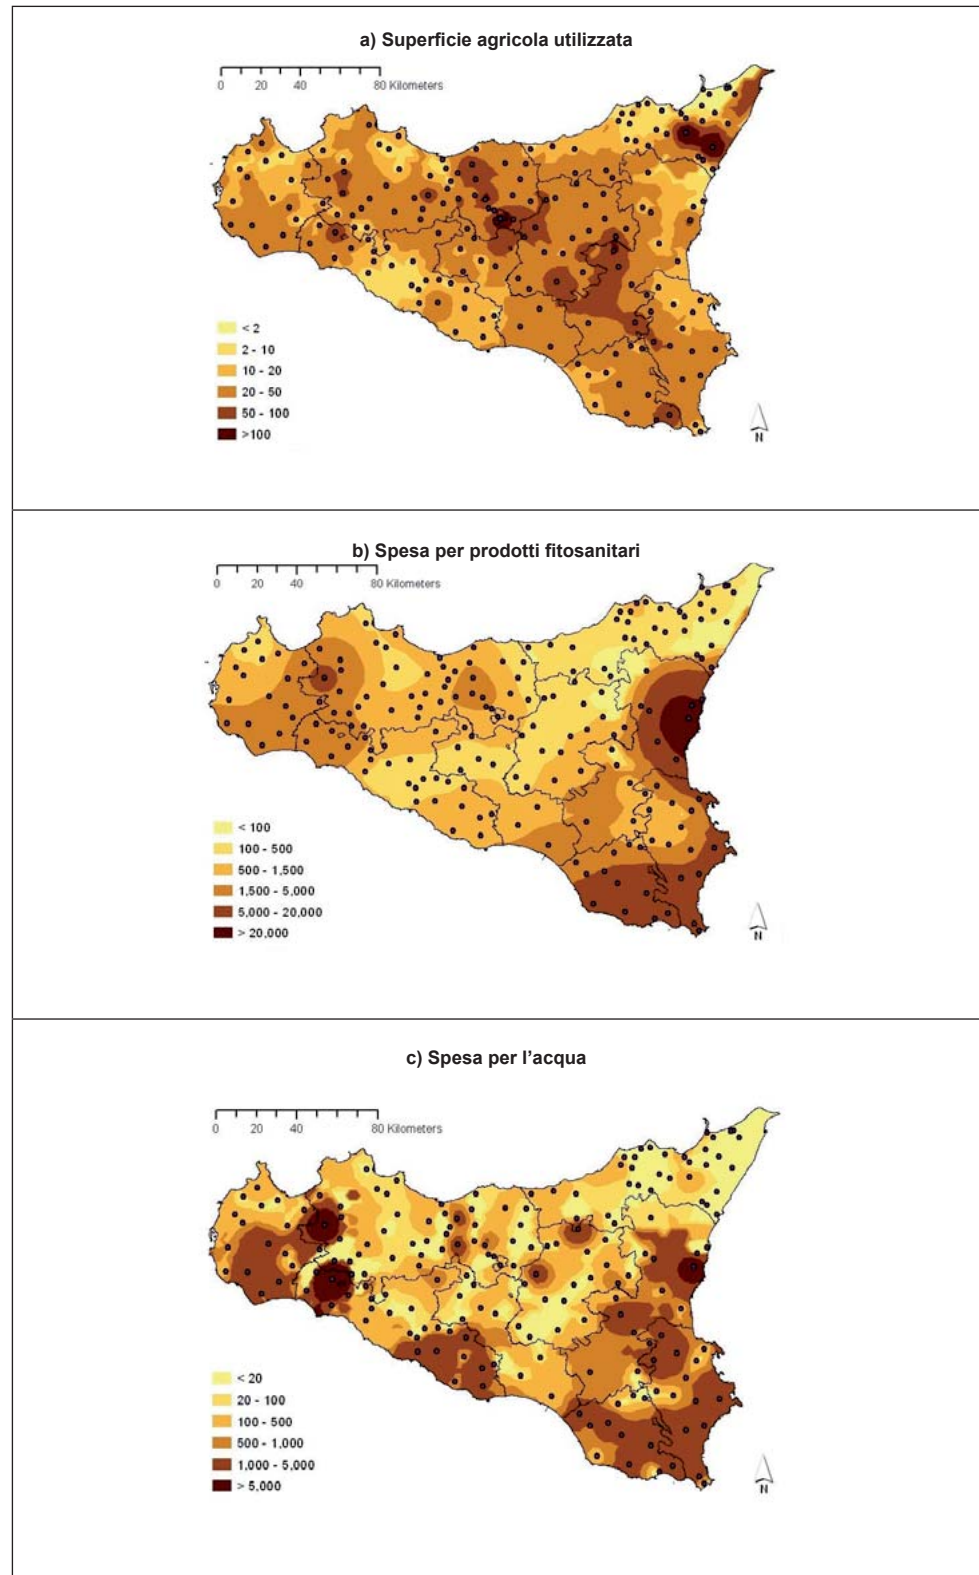 a) Superficie agricola utilizzata
0 20 40 80 Kilometers
< 2
2 - 10
10 - 20
20 - 50
50 - 100
>100
N
b) Spesa per prodotti fitosanitari
0 20 40 80 Kilometers
< 100
100 - 500
500 - 1,500
1,500 - 5,000
5,000 - 20,000
> 20,000
N
c) Spesa per l'acqua
0 20 40 80 Kilometers
< 20
20 - 100
100 - 500
500 - 1,000
1,000 - 5,000
> 5,000
N